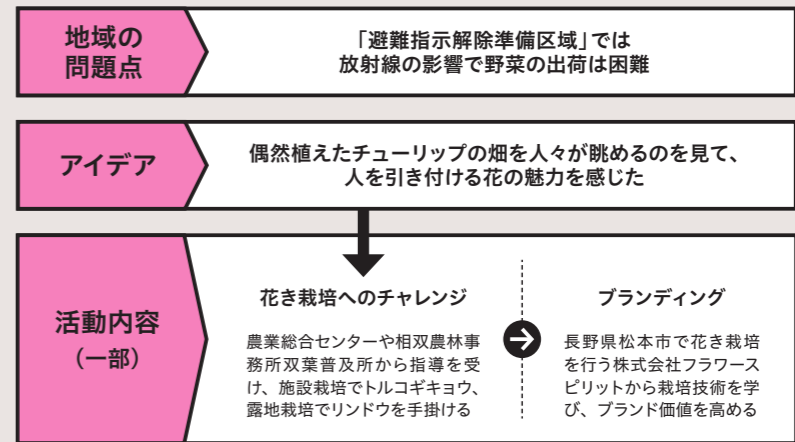 地域の
問題点
「避難指示解除準備区域」では
放射線の影響で野菜の出荷は困難
アイデア
偶然植えたチューリップの畑を人々が眺めるのを見て、
人を引き付ける花の魅力を感じた
活動内容
（一部）
花き栽培へのチャレンジ
農業総合センターや相双農林事
務所双葉普及所から指導を受
け、施設栽培でトルコギキョウ、
露地栽培でリンドウを手掛ける
ブランディング
長野県松本市で花き栽培
を行う株式会社フラワース
ピリットから栽培技術を学
び、ブランド価値を高める